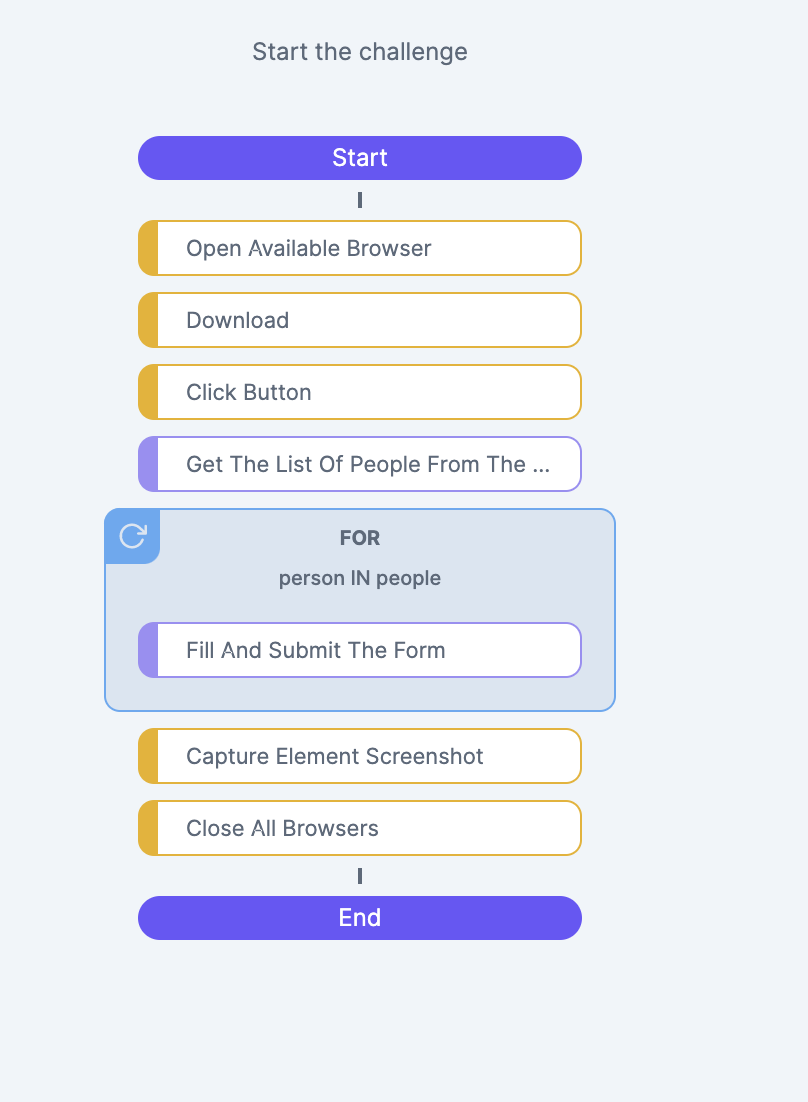 Start the challenge
Start
Open Available Browser
Download
Click Button
Get The List Of People From The ...
FOR
person IN people
Fill And Submit The Form
Capture Element Screenshot
Close All Browsers
End